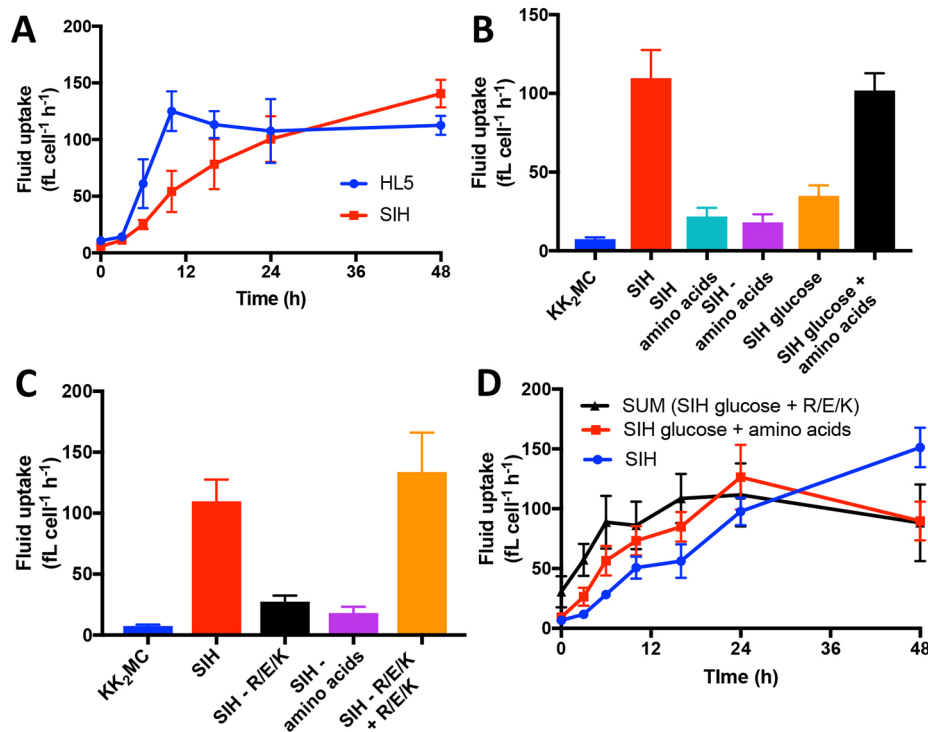 A
200
150
100
50
0
Fluid uptake
(fL cell⁻¹ h⁻¹)
HL5
SIH
0
12
24
36
48
Time (h)
B
150
100
50
0
Fluid uptake
(fL cell⁻¹ h⁻¹)
KK₂MC
SIH
SIH
amino acids
SIH -
amino acids
SIH glucose
SIH glucose +
amino acids
C
200
150
100
50
0
Fluid uptake
(fL cell⁻¹ h⁻¹)
KK₂MC
SIH
SIH - R/E/K
SIH -
amino acids
SIH - R/E/K
+ R/E/K
D
200
150
100
50
0
Fluid uptake
(fL cell⁻¹ h⁻¹)
SUM (SIH glucose + R/E/K)
SIH glucose + amino acids
SIH
0
12
24
36
48
TIme (h)